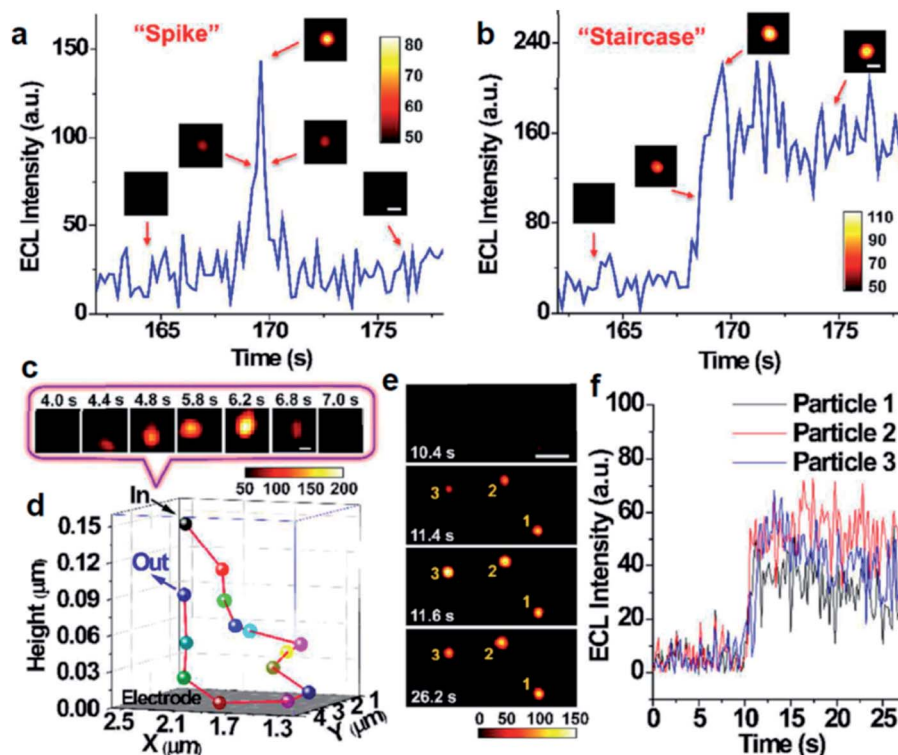 a
"Spike"
ECL Intensity (a.u.)
150
100
50
0
165
170
175
Time (s)
80
70
60
50
b
"Staircase"
ECL Intensity (a.u.)
240
160
80
0
165
170
175
Time (s)
110
90
70
50
c
4.0 s 4.4 s 4.8 s 5.8 s 6.2 s 6.8 s 7.0 s
50 100 150 200
d
In
Out
Height (μm)
0.15
0.12
0.09
0.06
0.03
0.00
Electrode
2.5 2.1 1.7 1.3
X (μm)
4 3 2 1
Y (μm)
e
10.4 s
3 2 1
11.4 s
3 2 1
11.6 s
3 2 1
26.2 s
0 50 100 150
f
Particle 1
Particle 2
Particle 3
ECL Intensity (a.u.)
100
80
60
40
20
0
0 5 10 15 20 25
Time (s)